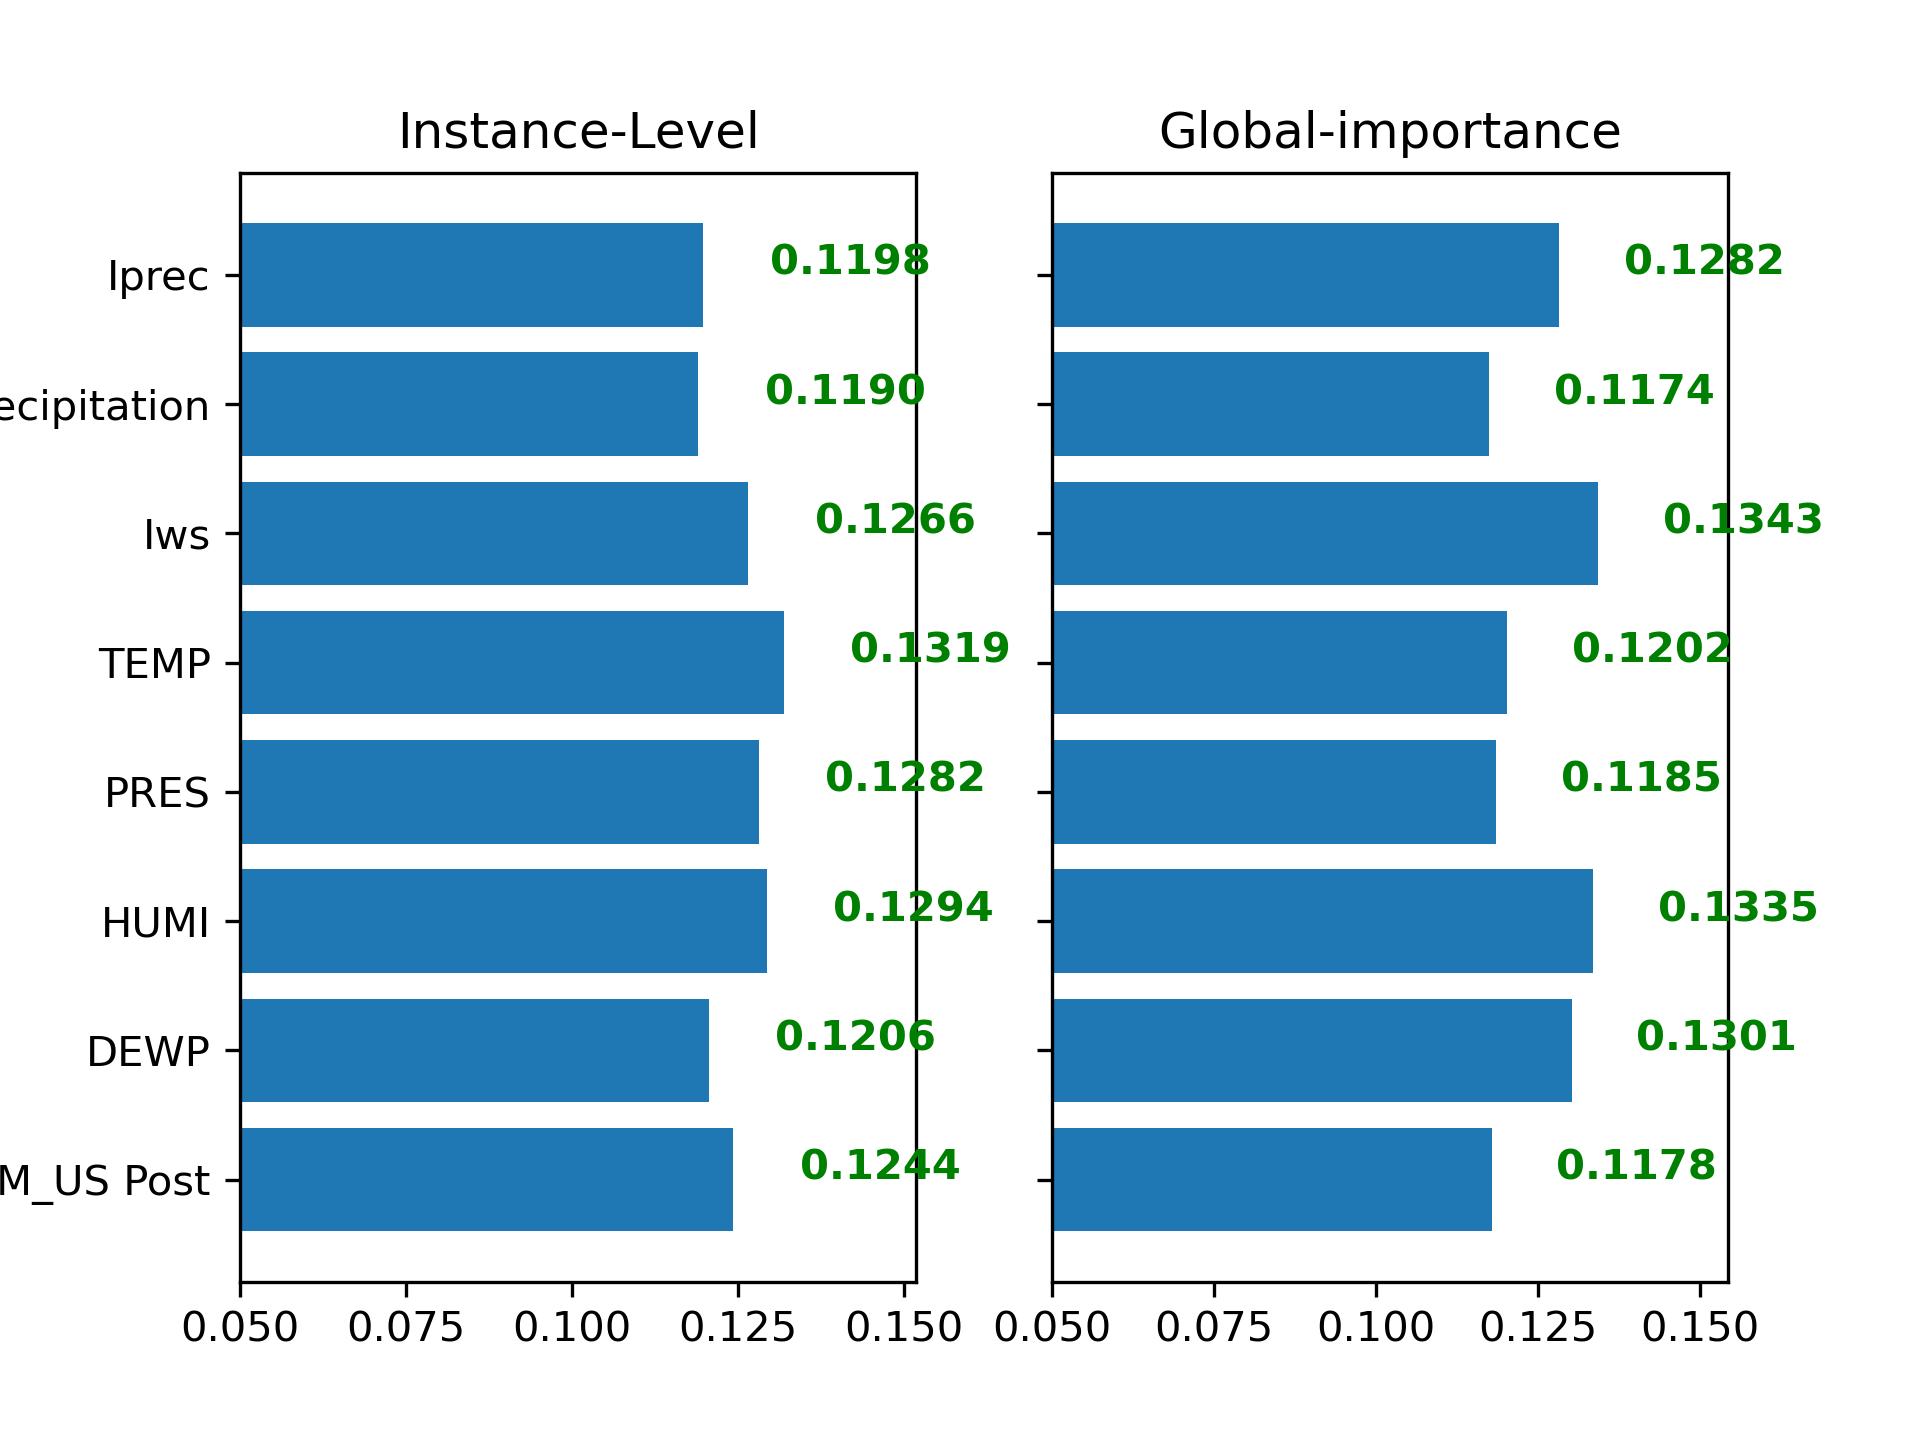 Instance-Level
Global-importance
Iprec
0.1198
0.1282
ecipitation
0.1190
0.1174
Iws
0.1266
0.1343
TEMP
0.1319
0.1202
PRES
0.1282
0.1185
HUMI
0.1294
0.1335
DEWP
0.1206
0.1301
M_US Post
0.1244
0.1178
0.050 0.075 0.100 0.125 0.150
0.050 0.075 0.100 0.125 0.150